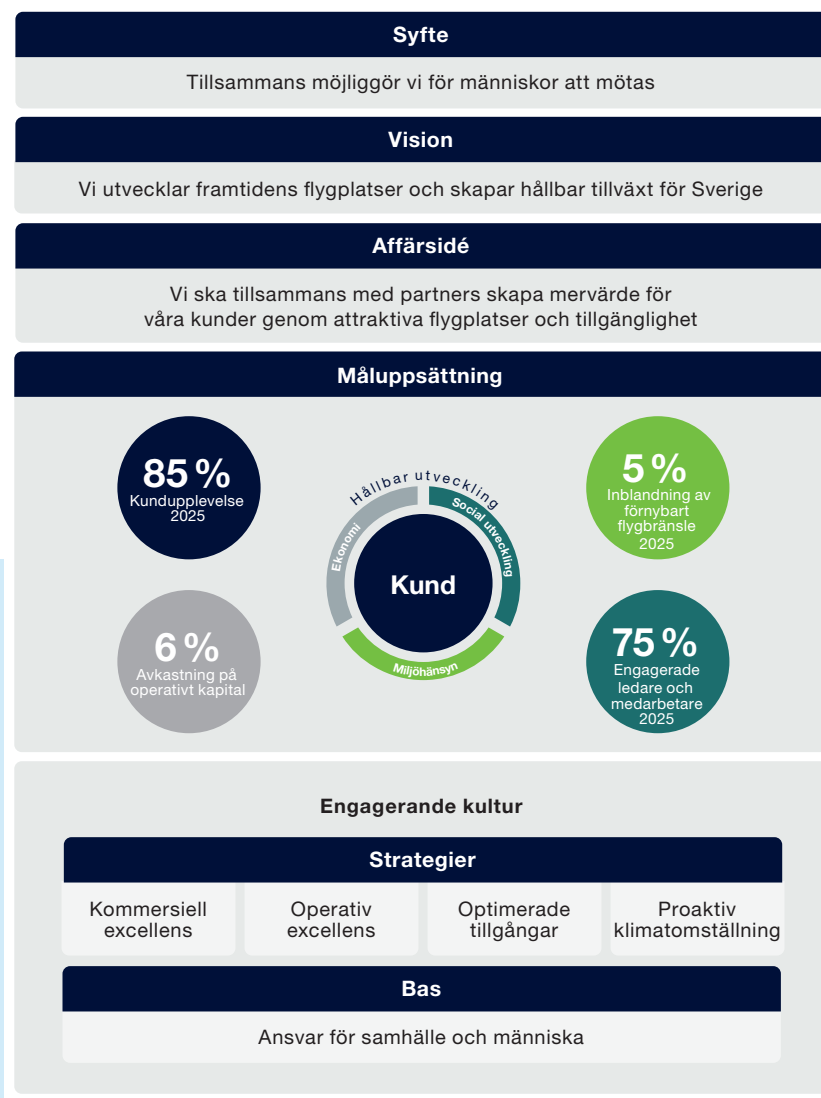 Syfte
Tillsammans möjliggör vi för människor att mötas
Vision
Vi utvecklar framtidens flygplatser och skapar hållbar tillväxt för Sverige
Affärsidé
Vi ska tillsammans med partners skapa mervärde för
våra kunder genom attraktiva flygplatser och tillgänglighet
Måluppsättning
85 %
Kundupplevelse
2025
6 %
Avkastning på
operativt kapital
Hållbar utveckling
Ekonomi
Social utveckling
Kund
Miljöhänsyn
5 %
Inblandning av
förnybart
flygbränsle
2025
75 %
Engagerade
ledare och
medarbetare
2025
Engagerande kultur
Strategier
Kommersiell
excellens
Operativ
excellens
Optimerade
tillgångar
Proaktiv
klimatomställning
Bas
Ansvar för samhälle och människa